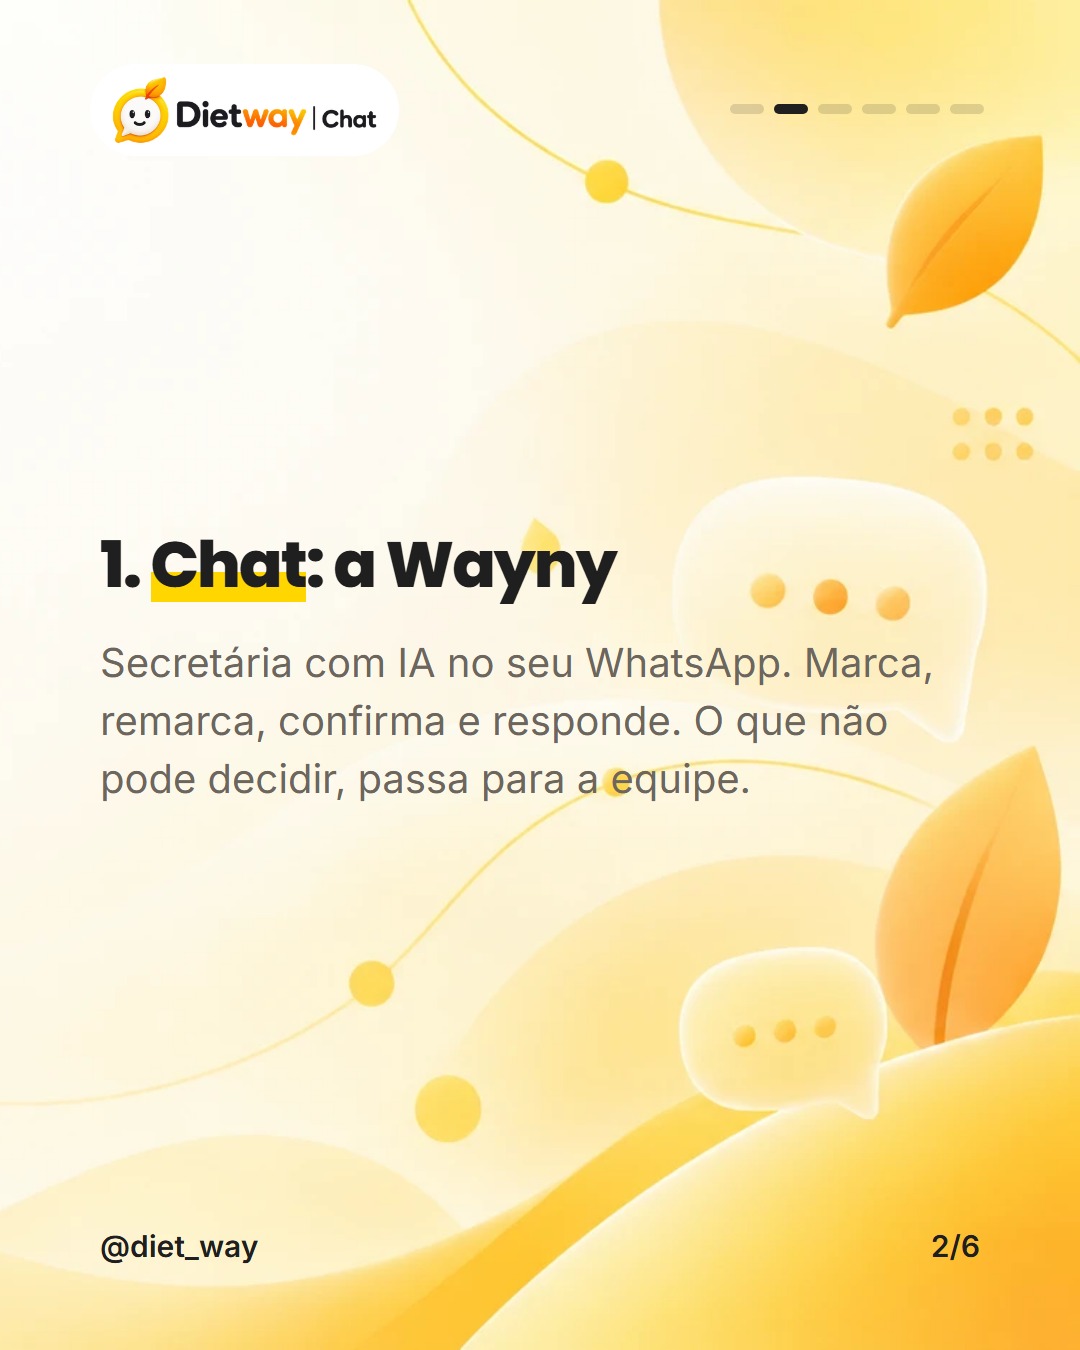 Dietway | Chat
1. Chat: a Wayny
Secretária com IA no seu WhatsApp. Marca,
remarca, confirma e responde. O que não
pode decidir, passa para a equipe.
@diet_way
2/6